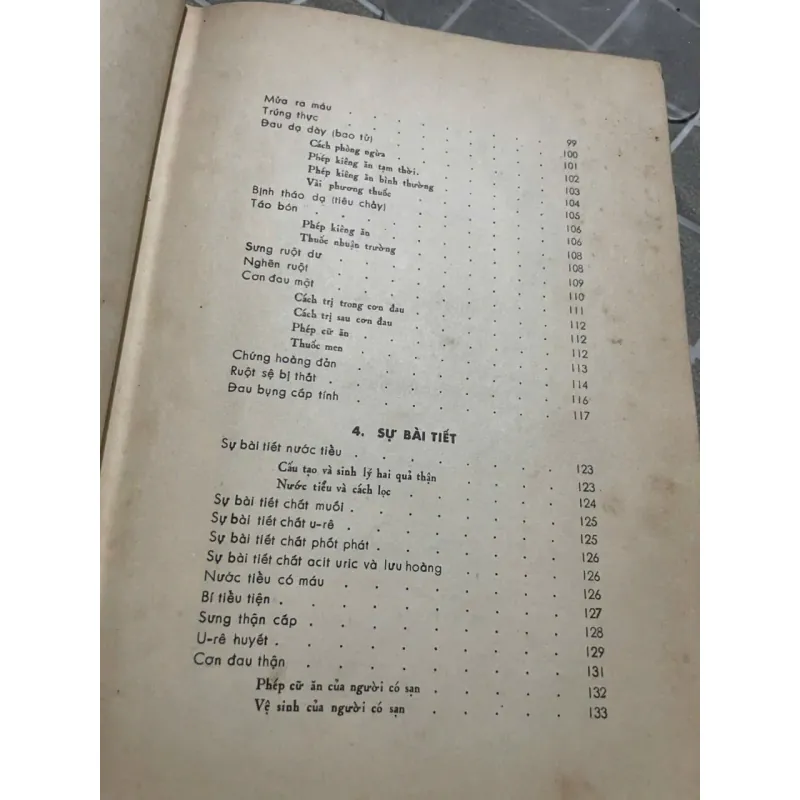 Mửa ra máu . . . . . . . . 99
Trúng thực . . . . . . . . 100
Đau dạ dày (bao tử) . . . . . . . 101
Cách phòng ngừa . . . . . . 102
Phép kiêng ăn tạm thời . . . . . 103
Phép kiêng ăn bình thường . . . . 104
Vài phương thuốc . . . . . . 105
Bịnh tháo dạ (tiêu chảy) . . . . . . 106
Táo bón . . . . . . . . 106
Phép kiêng ăn . . . . . . 108
Thuốc nhuận trường . . . . . 108
Sưng ruột dư . . . . . . . 109
Nghẽn ruột . . . . . . . . 110
Cơn đau mật . . . . . . . 111
Cách trị trong cơn đau . . . . . 112
Cách trị sau cơn đau . . . . . 112
Phép cữ ăn . . . . . . . 112
Thuốc men . . . . . . . 113
Chứng hoàng đản . . . . . . . 114
Ruột sệ bị thắt . . . . . . . 116
Đau bụng cấp tính . . . . . . . 117
4. SỰ BÀI TIẾT
Sự bài tiết nước tiểu . . . . . . . 123
Cấu tạo và sinh lý hai quả thận . . . . 123
Nước tiểu và cách lọc . . . . . 124
Sự bài tiết chất muối . . . . . . . 125
Sự bài tiết chất u-rê . . . . . . . 125
Sự bài tiết chất phốt phát . . . . . . 126
Sự bài tiết chất acit uric và lưu hoàng . . . . 126
Nước tiểu có máu . . . . . . . 126
Bí tiểu tiện . . . . . . . . 127
Sưng thận cấp . . . . . . . . 128
U-rê huyết . . . . . . . . 129
Cơn đau thận . . . . . . . . 131
Phép cữ ăn của người có sạn . . . . 132
Vệ sinh của người có sạn . . . . 133